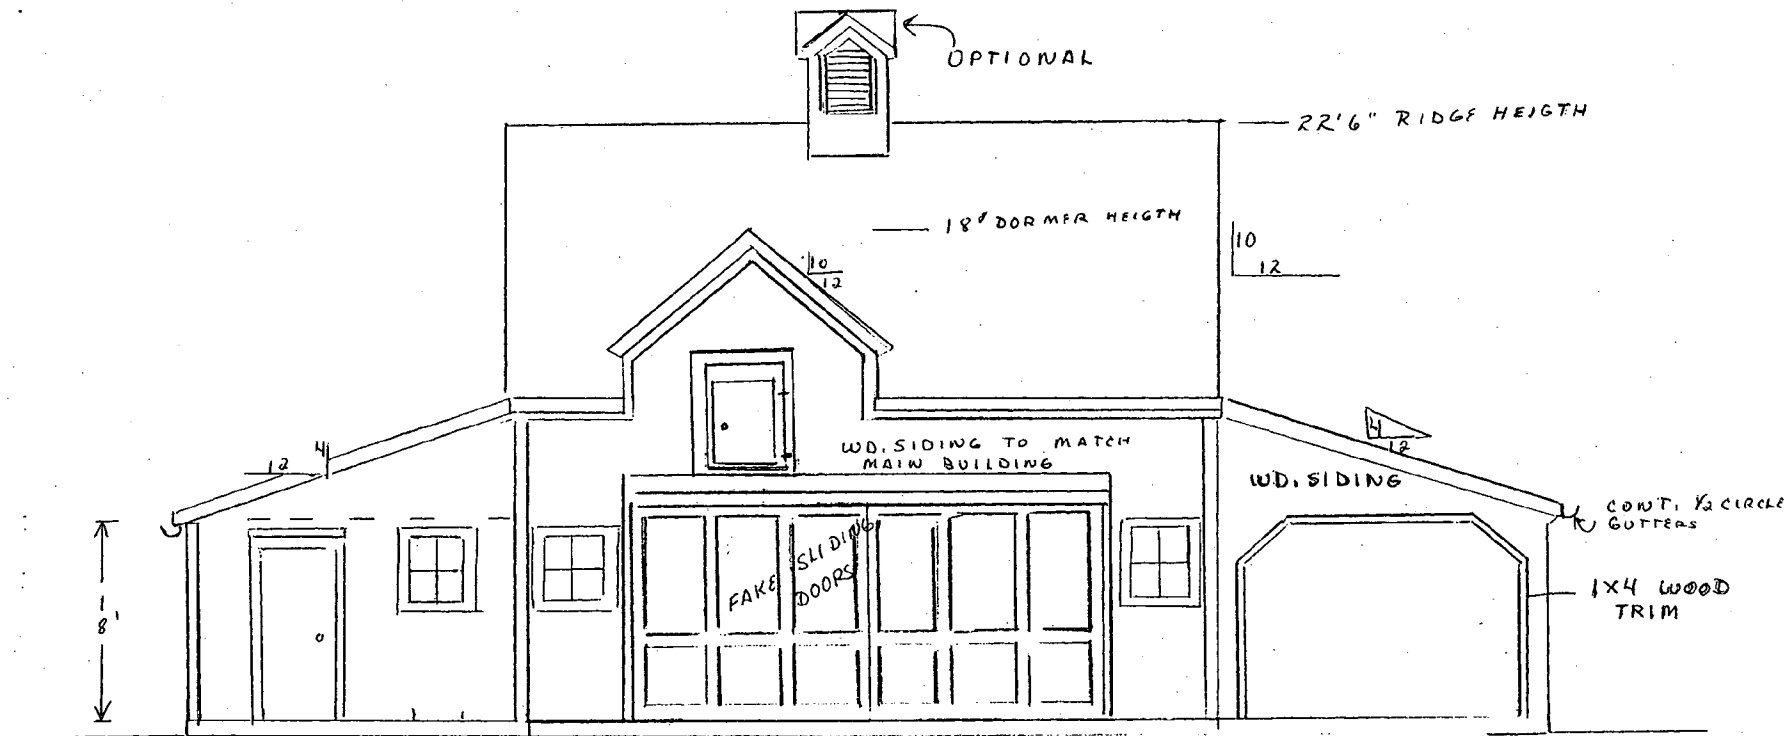 OPTIONAL
22'6" RIDGE HEIGTH
18' DORMER HEIGTH
10
12
10
12
4
12
4
12
WD. SIDING TO MATCH
MAIN BUILDING
WD. SIDING
CONT. 1/2 CIRCLE
GUTTERS
FAKE SLIDING
DOORS
1X4 WOOD
TRIM
8'